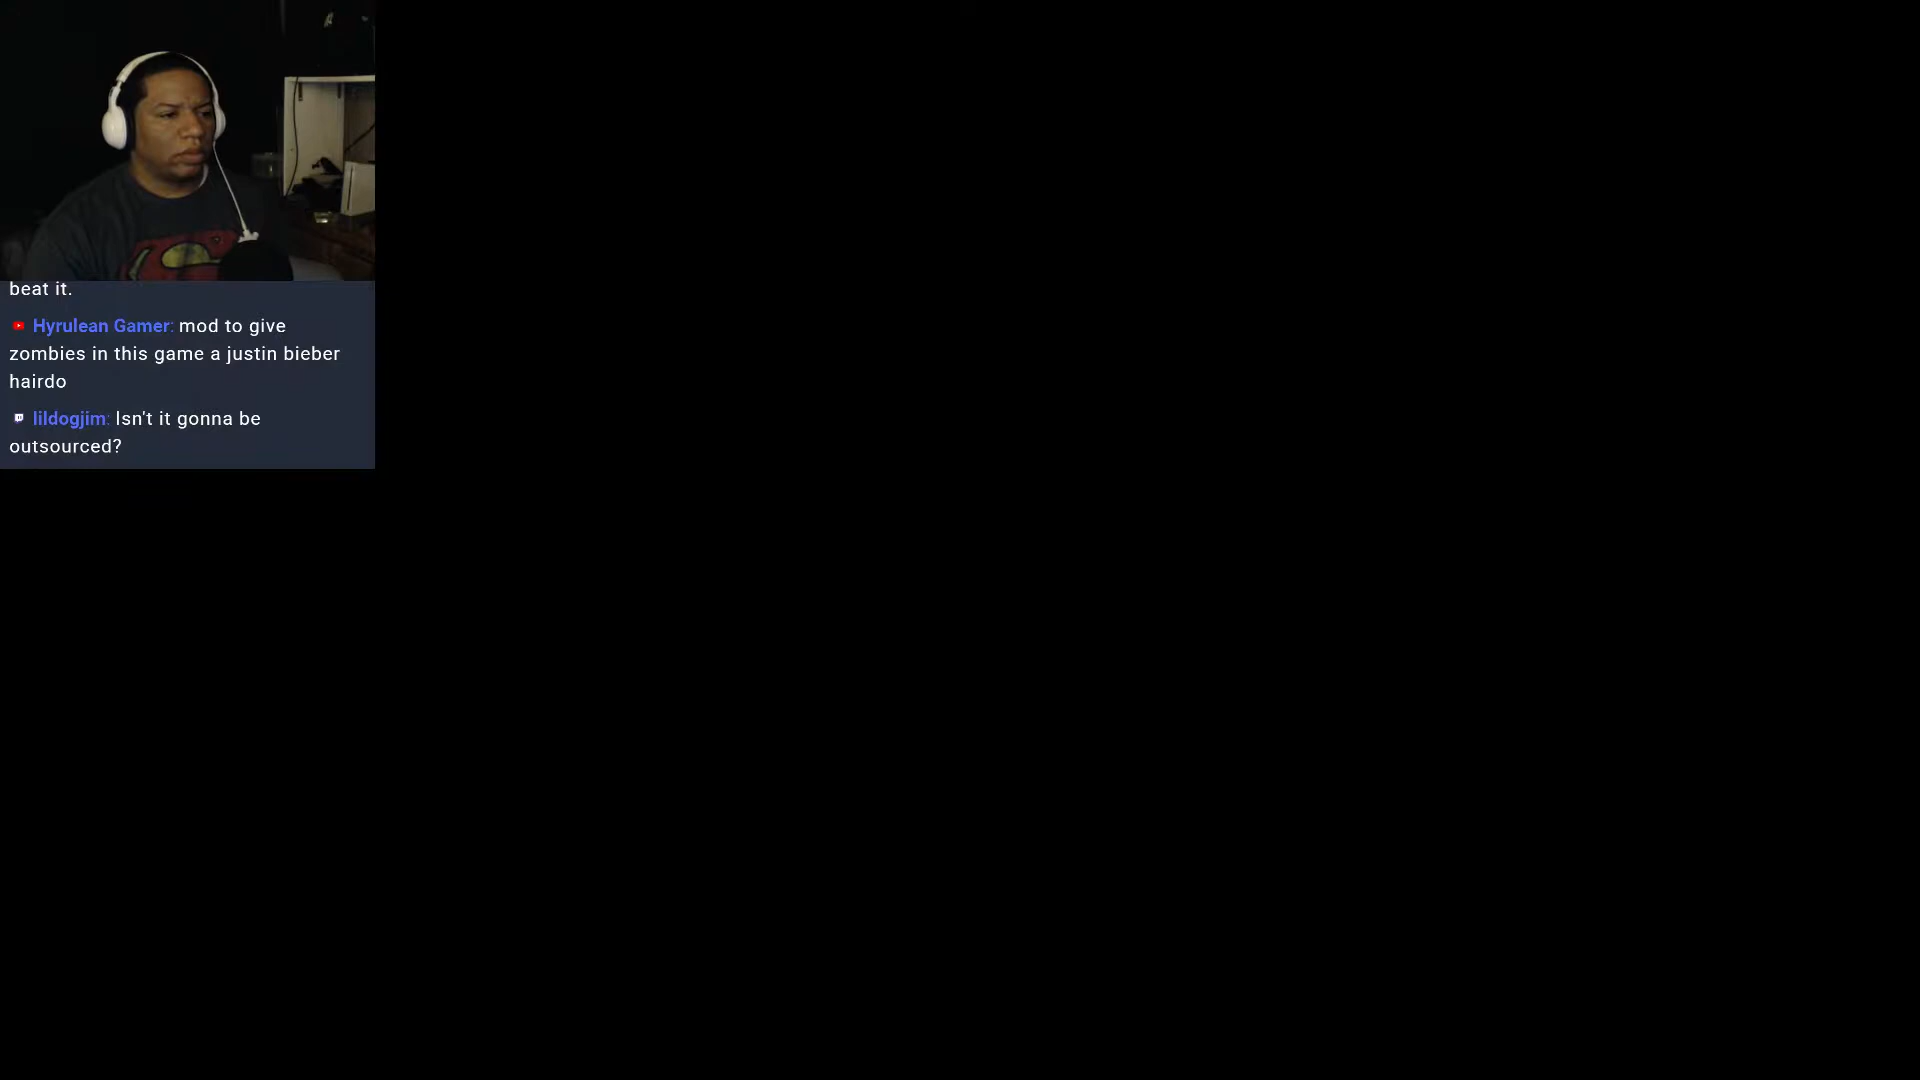 beat it.
Hyrulean Gamer: mod to give
zombies in this game a justin bieber
hairdo
lildogjim: Isn't it gonna be
outsourced?